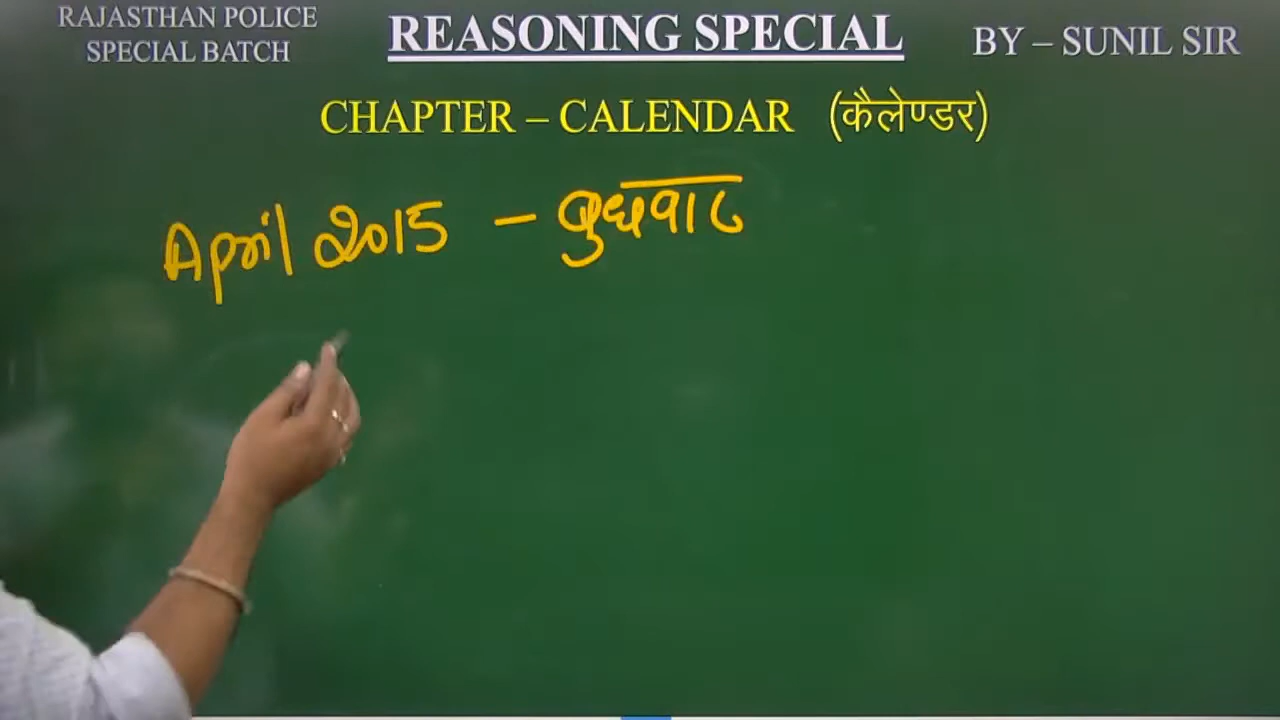 RAJASTHAN POLICE
SPECIAL BATCH
REASONING SPECIAL
BY – SUNIL SIR
CHAPTER – CALENDAR (कैलेण्डर)
April 2015 – बुधवार